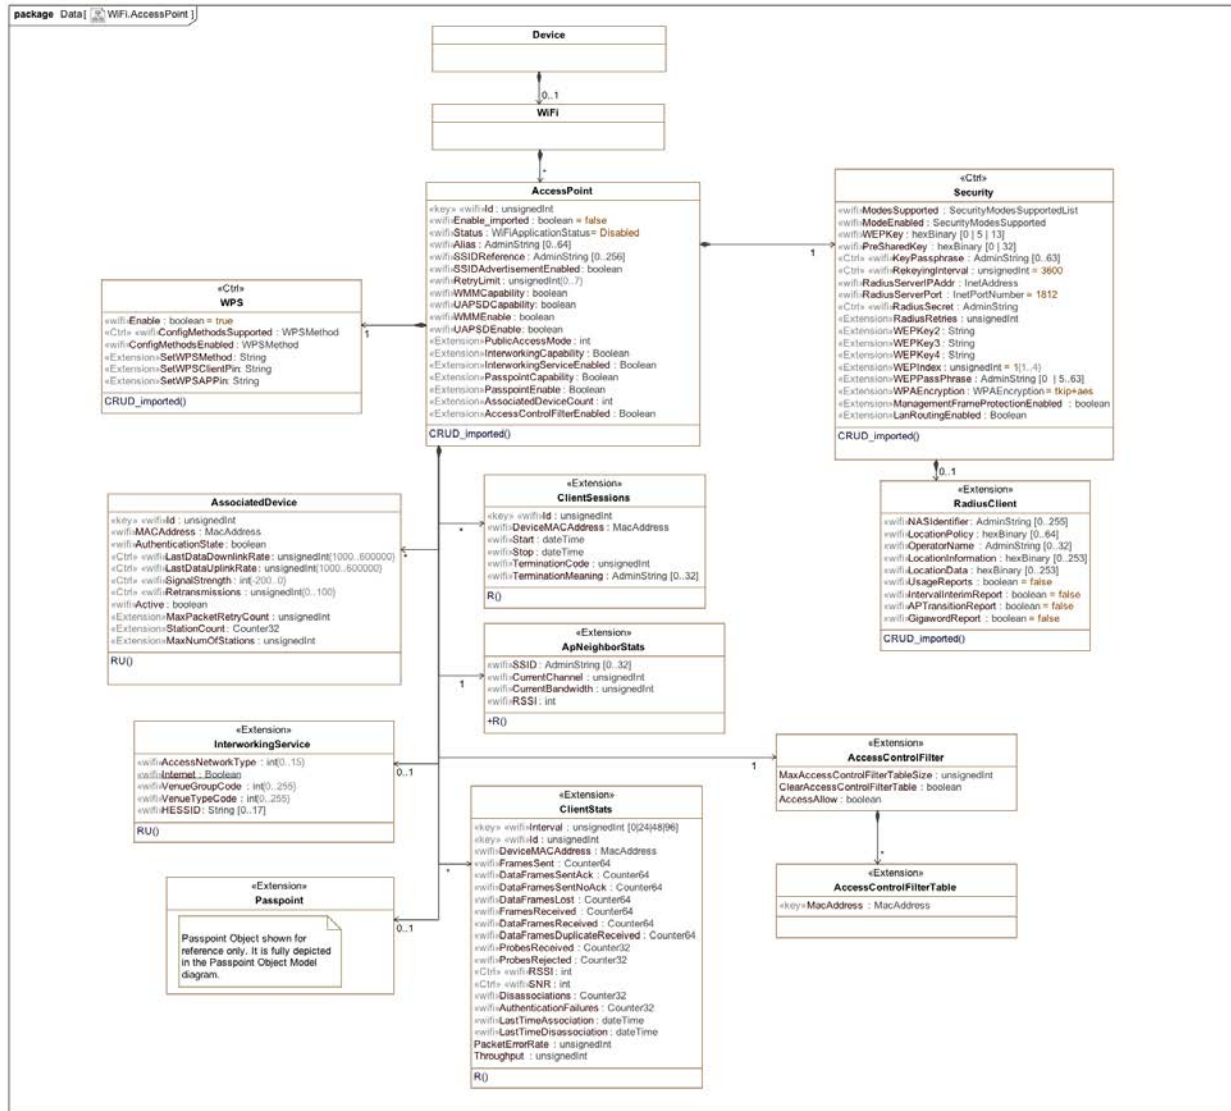 package Data[ WiFi.AccessPoint ]
Device
0..1
WiFi
*
AccessPoint
«key» «wifi»Id : unsignedInt
«wifi»Enable_imported : boolean = false
«wifi»Status : WiFiApplicationStatus= Disabled
«wifi»Alias : AdminString [0..64]
«wifi»SSIDReference : AdminString [0..256]
«wifi»SSIDAdvertisementEnabled : boolean
«wifi»RetryLimit : unsignedInt{0..7}
«wifi»WMMCapability : boolean
«wifi»UAPSDCapability : boolean
«wifi»WMMEnable : boolean
«wifi»UAPSDEnable : boolean
«Extension»PublicAccessMode : int
«Extension»InterworkingCapability : Boolean
«Extension»InterworkingServiceEnabled : Boolean
«Extension»PasspointCapability : Boolean
«Extension»PasspointEnable : Boolean
«Extension»AssociatedDeviceCount : int
«Extension»AccessControlFilterEnabled : Boolean
CRUD_imported()
1
«Ctrl»
Security
«wifi»ModesSupported : SecurityModesSupportedList
«wifi»ModeEnabled : SecurityModesSupported
«wifi»WEPKey : hexBinary [0 | 5 | 13]
«wifi»PreSharedKey : hexBinary [0 | 32]
«Ctrl» «wifi»KeyPassphrase : AdminString [0..63]
«Ctrl» «wifi»RekeyingInterval : unsignedInt = 3600
«wifi»RadiusServerIPAddr : InetAddress
«wifi»RadiusServerPort : InetPortNumber = 1812
«Ctrl» «wifi»RadiusSecret : AdminString
«Extension»RadiusRetries : unsignedInt
«Extension»WEPKey2 : String
«Extension»WEPKey3 : String
«Extension»WEPKey4 : String
«Extension»WEPIndex : unsignedInt = 1{1..4}
«Extension»WEPPassPhrase : AdminString [0 | 5..63]
«Extension»WPAEncryption : WPAEncryption = tkip+aes
«Extension»ManagementFrameProtectionEnabled : boolean
«Extension»LanRoutingEnabled : Boolean
CRUD_imported()
«Ctrl»
WPS
«wifi»Enable : boolean = true
«Ctrl» «wifi»ConfigMethodsSupported : WPSMethod
«wifi»ConfigMethodsEnabled : WPSMethod
«Extension»SetWPSMethod : String
«Extension»SetWPSClientPin : String
«Extension»SetWPSAPPin : String
CRUD_imported()
1
0..1
«Extension»
RadiusClient
«wifi»NASIdentifier : AdminString [0..255]
«wifi»LocationPolicy : hexBinary [0..64]
«wifi»OperatorName : AdminString [0..32]
«wifi»LocationInformation : hexBinary [0..253]
«wifi»LocationData : hexBinary [0..253]
«wifi»UsageReports : boolean = false
«wifi»IntervalInterimReport : boolean = false
«wifi»APTransitionReport : boolean = false
«wifi»GigawordReport : boolean = false
CRUD_imported()
AssociatedDevice
«key» «wifi»Id : unsignedInt
«wifi»MACAddress : MacAddress
«wifi»AuthenticationState : boolean
«Ctrl» «wifi»LastDataDownlinkRate : unsignedInt{1000..600000}
«Ctrl» «wifi»LastDataUplinkRate : unsignedInt{1000..600000}
«Ctrl» «wifi»SignalStrength : int{-200..0}
«Ctrl» «wifi»Retransmissions : unsignedInt{0..100}
«wifi»Active : boolean
«Extension»MaxPacketRetryCount : unsignedInt
«Extension»StationCount : Counter32
«Extension»MaxNumOfStations : unsignedInt
RU()
*
*
«Extension»
ClientSessions
«key» «wifi»Id : unsignedInt
«wifi»DeviceMACAddress : MacAddress
«wifi»Start : dateTime
«wifi»Stop : dateTime
«wifi»TerminationCode : unsignedInt
«wifi»TerminationMeaning : AdminString [0..32]
R()
1
«Extension»
ApNeighborStats
«wifi»SSID : AdminString [0..32]
«wifi»CurrentChannel : unsignedInt
«wifi»CurrentBandwidth : unsignedInt
«wifi»RSSI : int
+R()
«Extension»
InterworkingService
«wifi»AccessNetworkType : int{0..15}
«wifi»Internet : Boolean
«wifi»VenueGroupCode : int{0..255}
«wifi»VenueTypeCode : int{0..255}
«wifi»HESSID : String [0..17]
RU()
0..1
1
«Extension»
AccessControlFilter
MaxAccessControlFilterTableSize : unsignedInt
ClearAccessControlFilterTable : boolean
AccessAllow : boolean
*
«Extension»
AccessControlFilterTable
«key»MacAddress : MacAddress
«Extension»
ClientStats
«key» «wifi»Interval : unsignedInt [0|24|48|96]
«key» «wifi»Id : unsignedInt
«wifi»DeviceMACAddress : MacAddress
«wifi»FramesSent : Counter64
«wifi»DataFramesSentAck : Counter64
«wifi»DataFramesSentNoAck : Counter64
«wifi»DataFramesLost : Counter64
«wifi»FramesReceived : Counter64
«wifi»DataFramesReceived : Counter64
«wifi»DataFramesDuplicateReceived : Counter64
«wifi»ProbesReceived : Counter32
«wifi»ProbesRejected : Counter32
«Ctrl» «wifi»RSSI : int
«Ctrl» «wifi»SNR : int
«wifi»Disassociations : Counter32
«wifi»AuthenticationFailures : Counter32
«wifi»LastTimeAssociation : dateTime
«wifi»LastTimeDisassociation : dateTime
PacketErrorRate : unsignedInt
Throughput : unsignedInt
R()
*
«Extension»
Passpoint
Passpoint Object shown for
reference only. It is fully depicted
in the Passpoint Object Model
diagram.
0..1